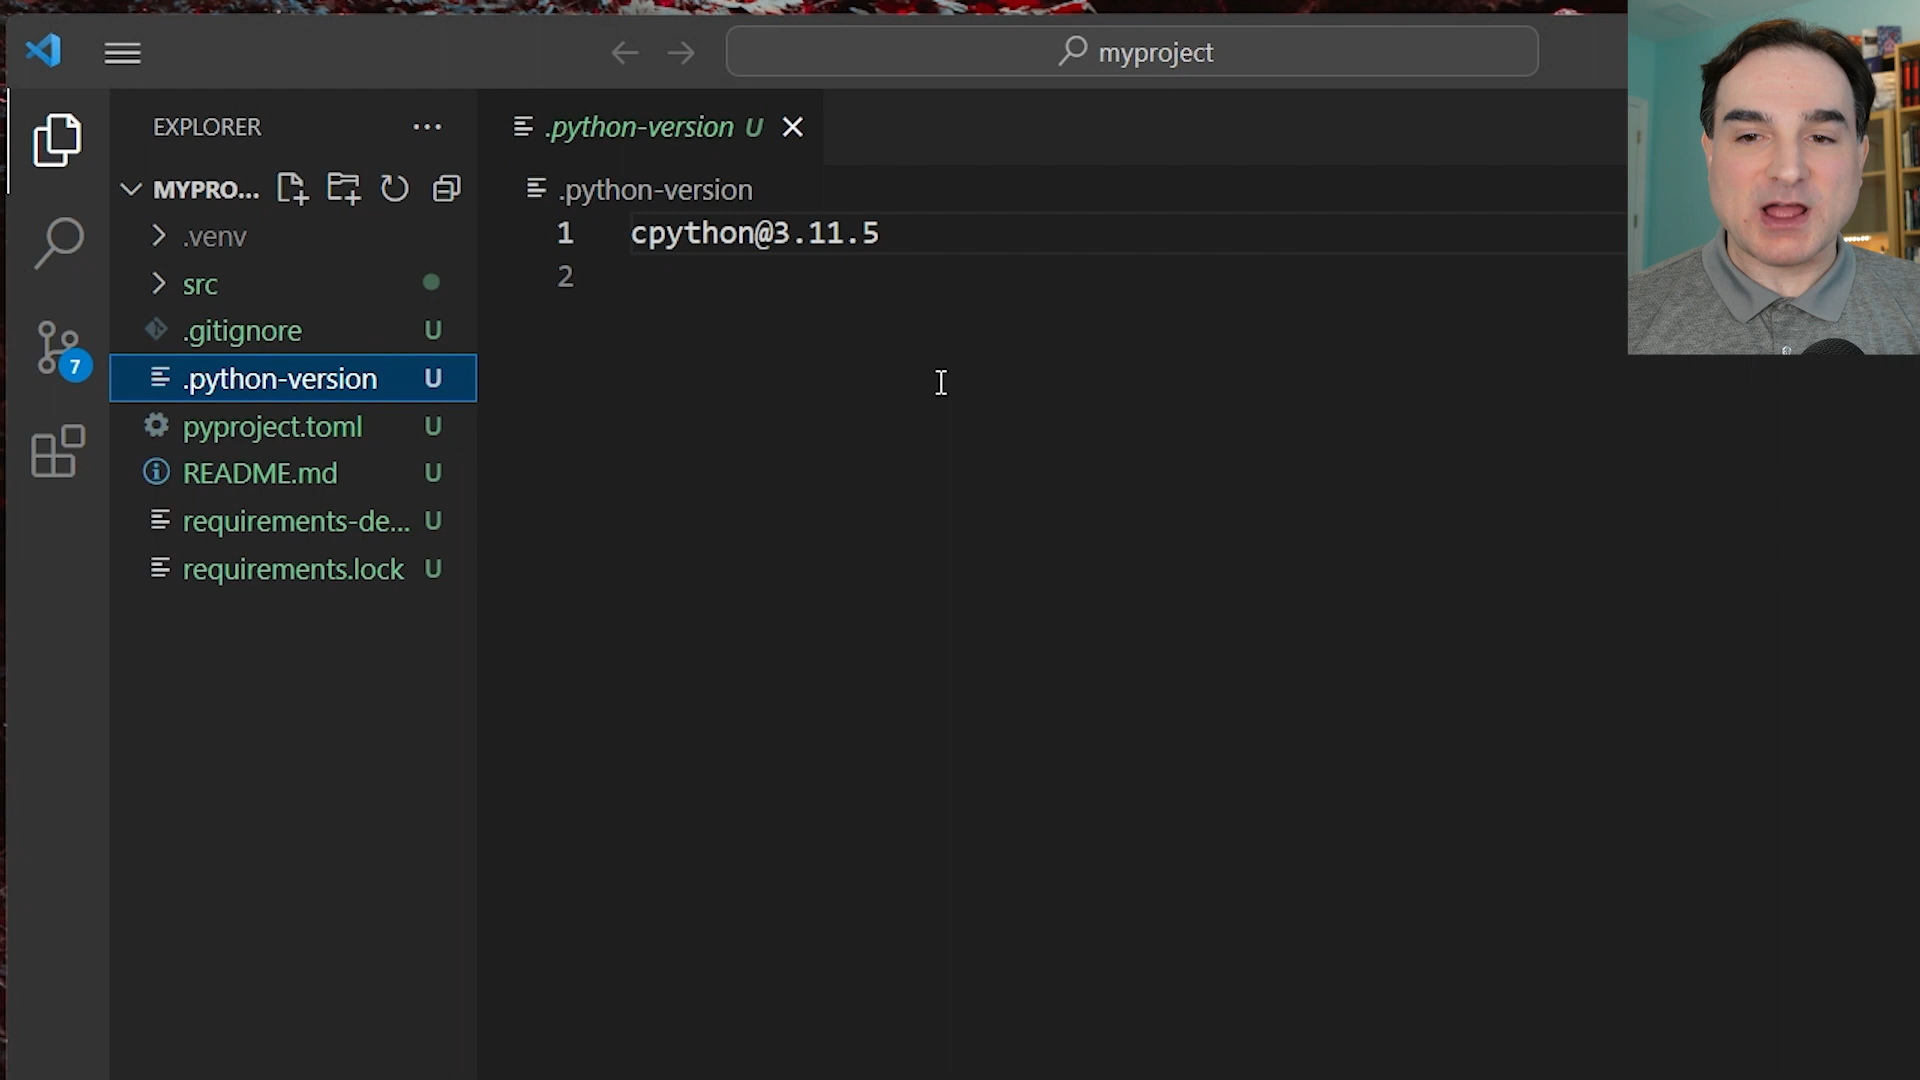 myproject
EXPLORER
.python-version U
MYPRO...
.python-version
1 cpython@3.11.5
2
.venv
src
.gitignore U
7
.python-version U
pyproject.toml U
README.md U
requirements-de... U
requirements.lock U